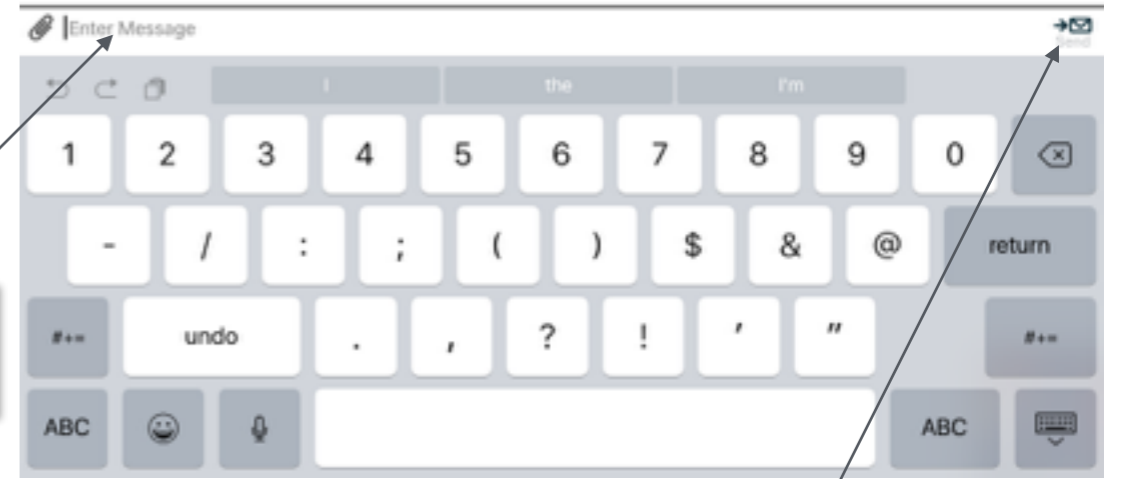 Enter Message
Send
I the I'm
1 2 3 4 5 6 7 8 9 0
- / : ; ( ) $ & @ return
#+= undo . , ? ! ' " #+=
ABC ABC